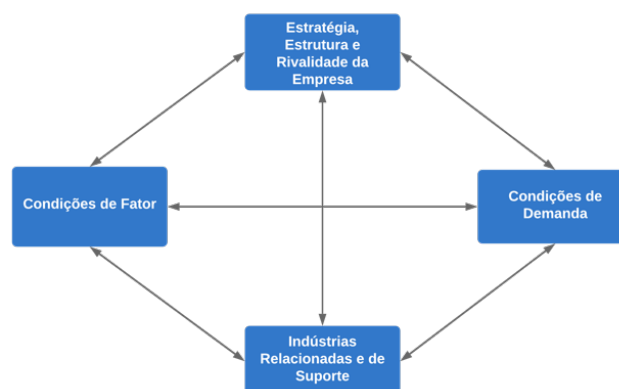 Estratégia,
Estrutura e
Rivalidade da
Empresa
Condições de Fator
Condições de
Demanda
Indústrias
Relacionadas e de
Suporte